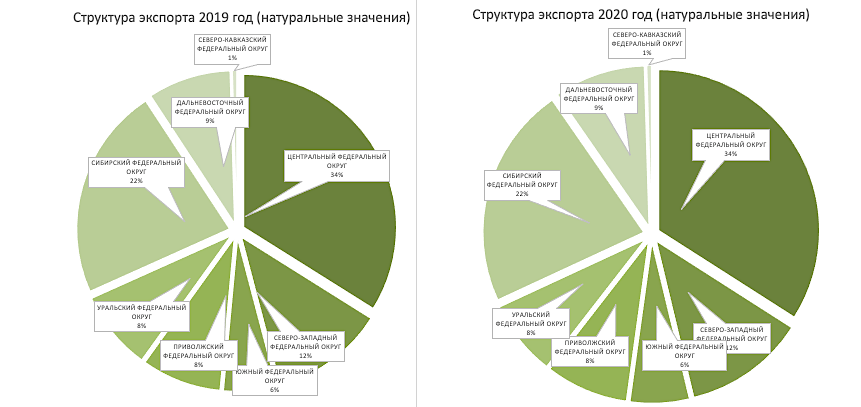 Структура экспорта 2019 год (натуральные значения)
СЕВЕРО-КАВКАЗСКИЙ
ФЕДЕРАЛЬНЫЙ ОКРУГ
1%
ДАЛЬНЕВОСТОЧНЫЙ
ФЕДЕРАЛЬНЫЙ ОКРУГ
9%
ЦЕНТРАЛЬНЫЙ ФЕДЕРАЛЬНЫЙ
ОКРУГ
34%
СИБИРСКИЙ ФЕДЕРАЛЬНЫЙ
ОКРУГ
22%
УРАЛЬСКИЙ ФЕДЕРАЛЬНЫЙ
ОКРУГ
8%
ПРИВОЛЖСКИЙ
ФЕДЕРАЛЬНЫЙ ОКРУГ
8%
СЕВЕРО-ЗАПАДНЫЙ
ФЕДЕРАЛЬНЫЙ ОКРУГ
12%
ЮЖНЫЙ ФЕДЕРАЛЬНЫЙ
ОКРУГ
6%
Структура экспорта 2020 год (натуральные значения)
СЕВЕРО-КАВКАЗСКИЙ
ФЕДЕРАЛЬНЫЙ ОКРУГ
1%
ДАЛЬНЕВОСТОЧНЫЙ
ФЕДЕРАЛЬНЫЙ ОКРУГ
9%
ЦЕНТРАЛЬНЫЙ
ФЕДЕРАЛЬНЫЙ ОКРУГ
34%
СИБИРСКИЙ
ФЕДЕРАЛЬНЫЙ ОКРУГ
22%
УРАЛЬСКИЙ
ФЕДЕРАЛЬНЫЙ ОКРУГ
8%
ПРИВОЛЖСКИЙ
ФЕДЕРАЛЬНЫЙ ОКРУГ
8%
СЕВЕРО-ЗАПАДНЫЙ
ФЕДЕРАЛЬНЫЙ ОКРУГ
12%
ЮЖНЫЙ ФЕДЕРАЛЬНЫЙ
ОКРУГ
6%